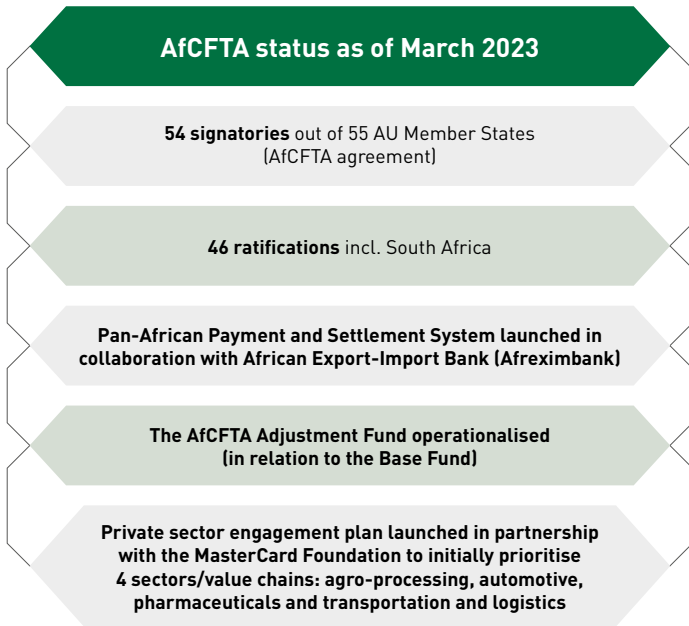 AfCFTA status as of March 2023
54 signatories out of 55 AU Member States
(AfCFTA agreement)
46 ratifications incl. South Africa
Pan-African Payment and Settlement System launched in
collaboration with African Export-Import Bank (Afreximbank)
The AfCFTA Adjustment Fund operationalised
(in relation to the Base Fund)
Private sector engagement plan launched in partnership
with the MasterCard Foundation to initially prioritise
4 sectors/value chains: agro-processing, automotive,
pharmaceuticals and transportation and logistics